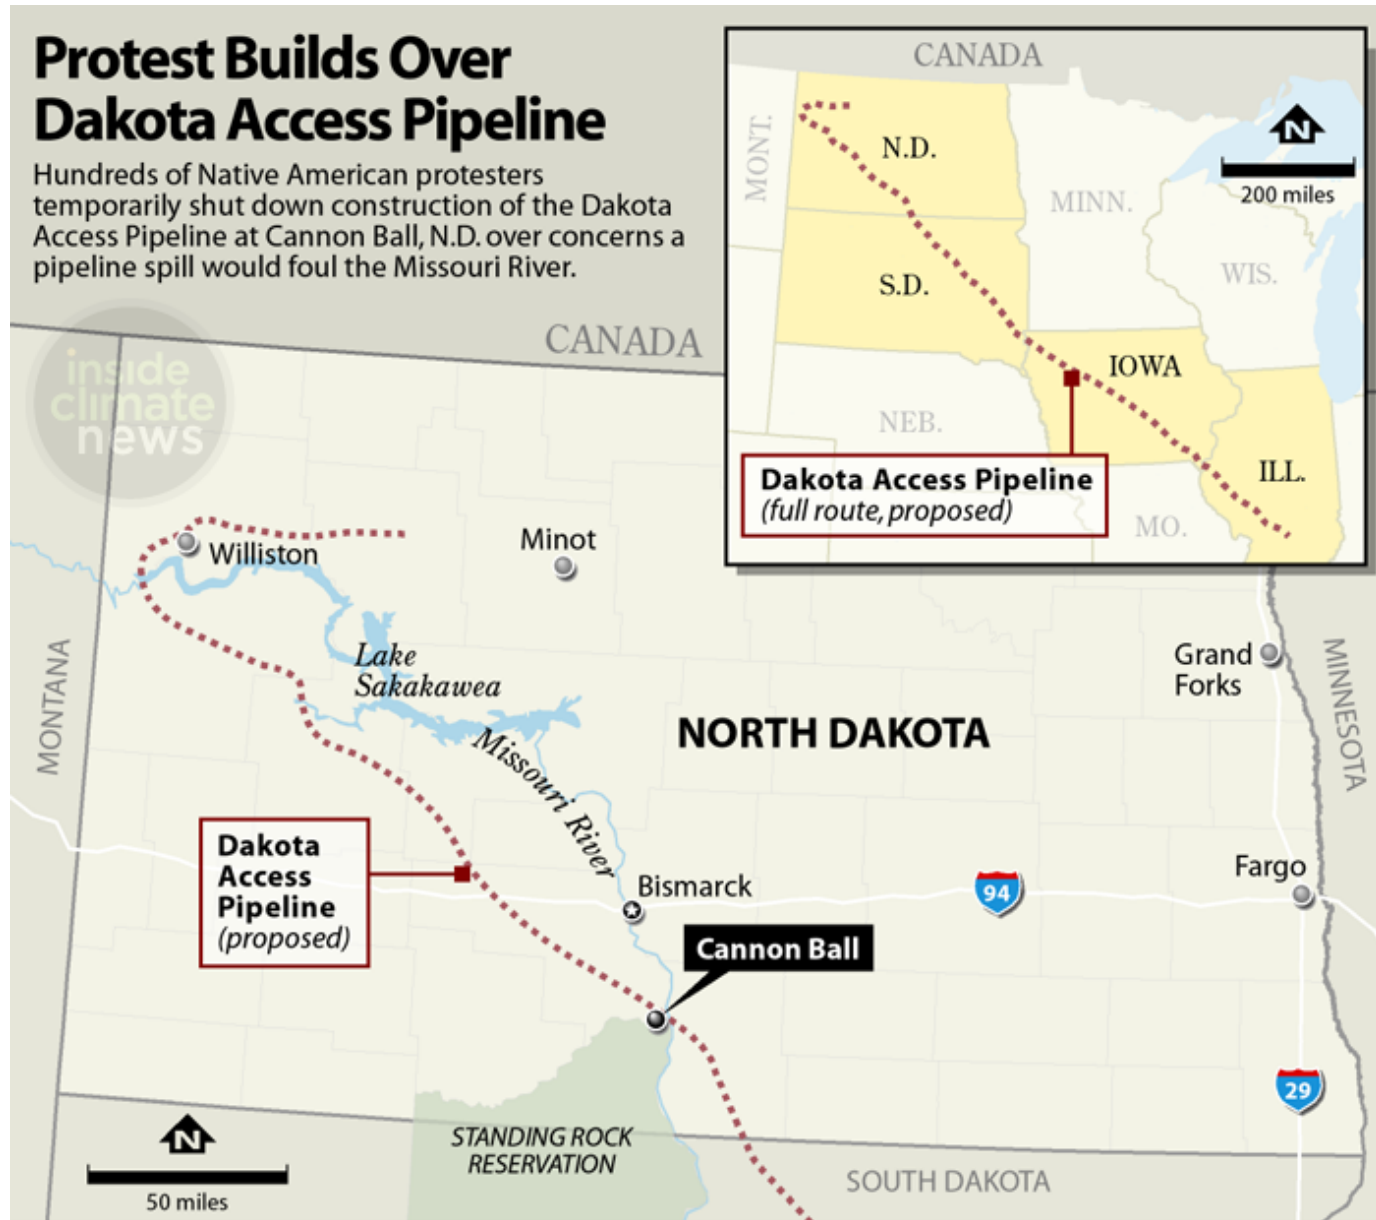 Protest Builds Over
Dakota Access Pipeline
Hundreds of Native American protesters
temporarily shut down construction of the Dakota
Access Pipeline at Cannon Ball, N.D. over concerns a
pipeline spill would foul the Missouri River.
inside
climate
news
CANADA
CANADA
MONT.
N.D.
MINN.
N
200 miles
S.D.
WIS.
IOWA
NEB.
ILL.
Dakota Access Pipeline
(full route, proposed)
MO.
Williston
Minot
Lake
Sakakawea
MONTANA
Grand
Forks
MINNESOTA
NORTH DAKOTA
Missouri River
Dakota
Access
Pipeline
(proposed)
Bismarck
94
Fargo
Cannon Ball
29
N
50 miles
STANDING ROCK
RESERVATION
SOUTH DAKOTA